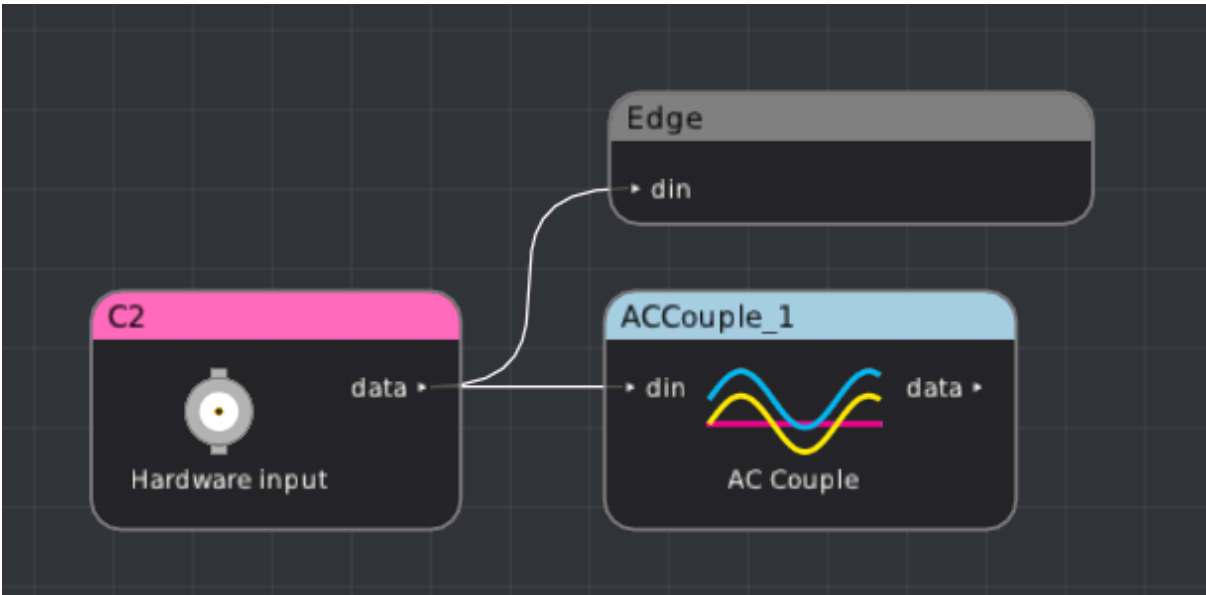 Edge
din
C2
data
Hardware input
ACCouple_1
din
data
AC Couple